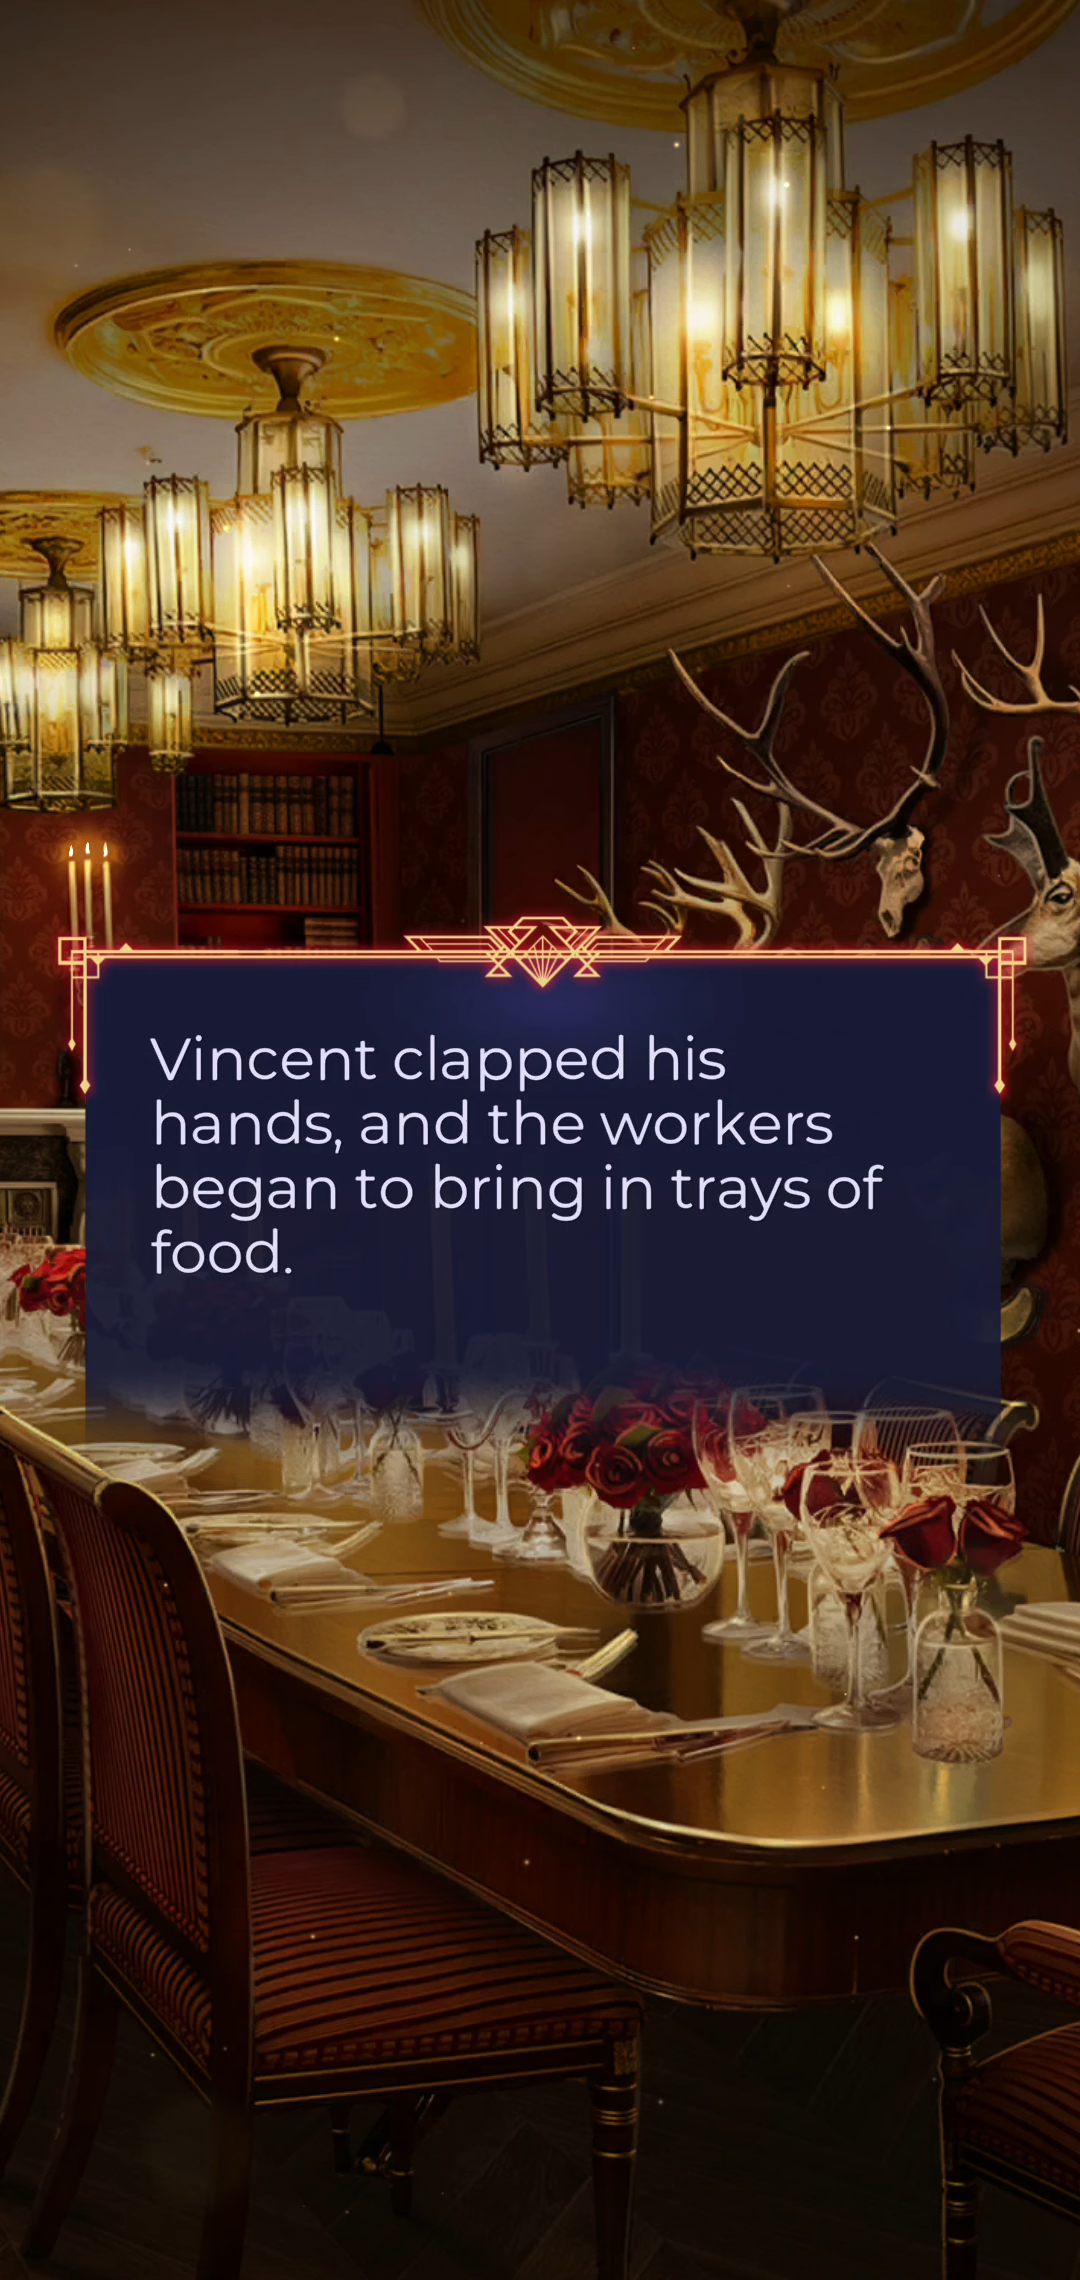 Vincent clapped his
hands, and the workers
began to bring in trays of
food.